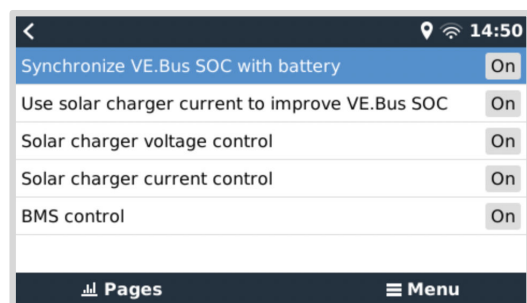 14:50
Synchronize VE.Bus SOC with battery On
Use solar charger current to improve VE.Bus SOC On
Solar charger voltage control On
Solar charger current control On
BMS control On
Pages Menu